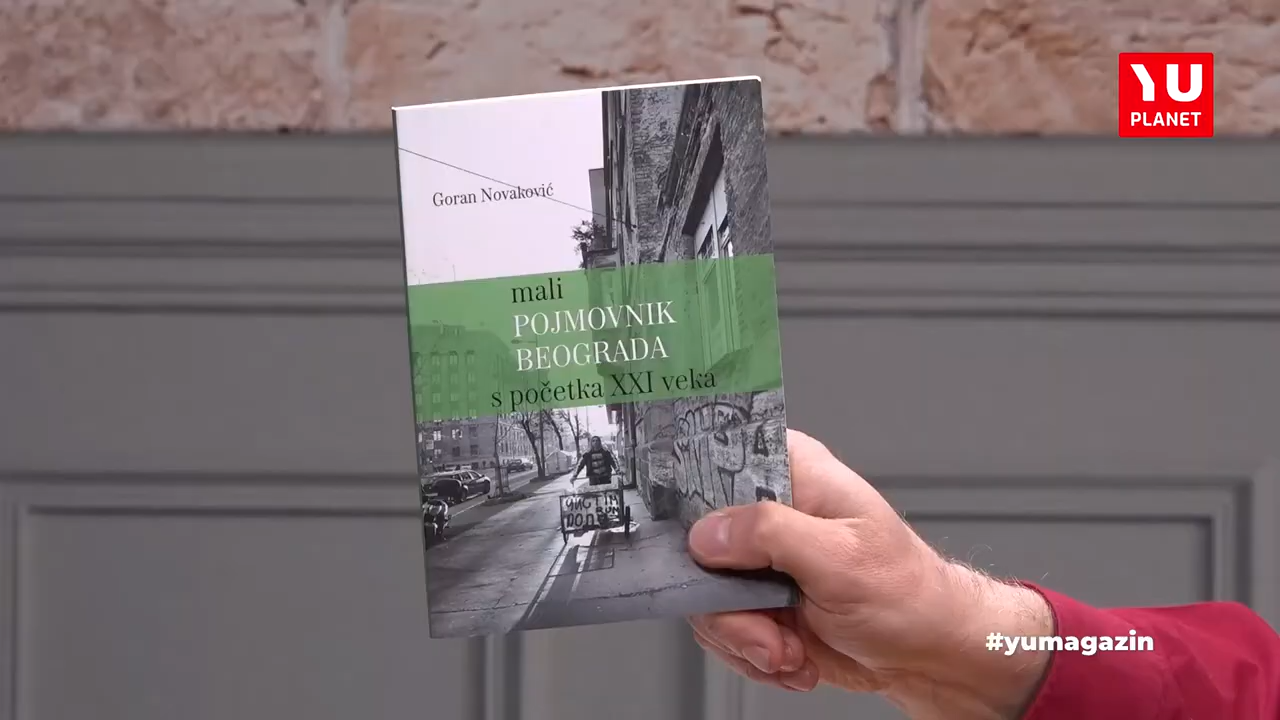 YU
PLANET
Goran Novaković
mali
POJMOVNIK
BEOGRADA
s početka XXI veka
#yumagazin